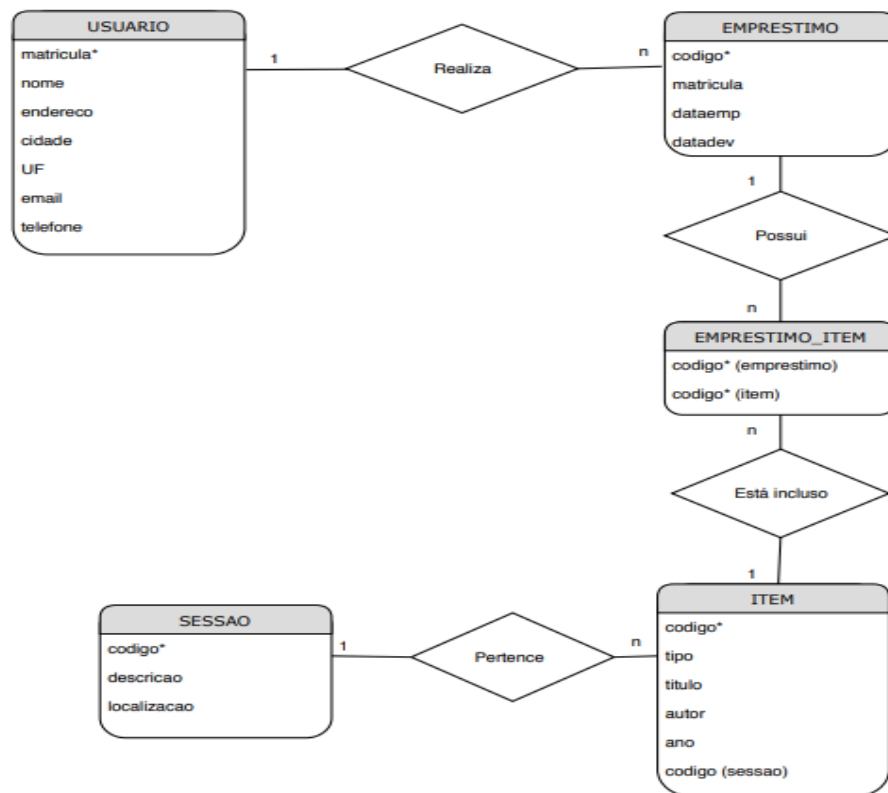 USUARIO
matricula*
nome
endereco
cidade
UF
email
telefone
1
Realiza
n
EMPRESTIMO
codigo*
matricula
dataemp
datadev
1
Possui
n
EMPRESTIMO_ITEM
codigo* (emprestimo)
codigo* (item)
n
Está incluso
1
ITEM
codigo*
tipo
titulo
autor
ano
codigo (sessao)
n
Pertence
1
SESSAO
codigo*
descricao
localizacao